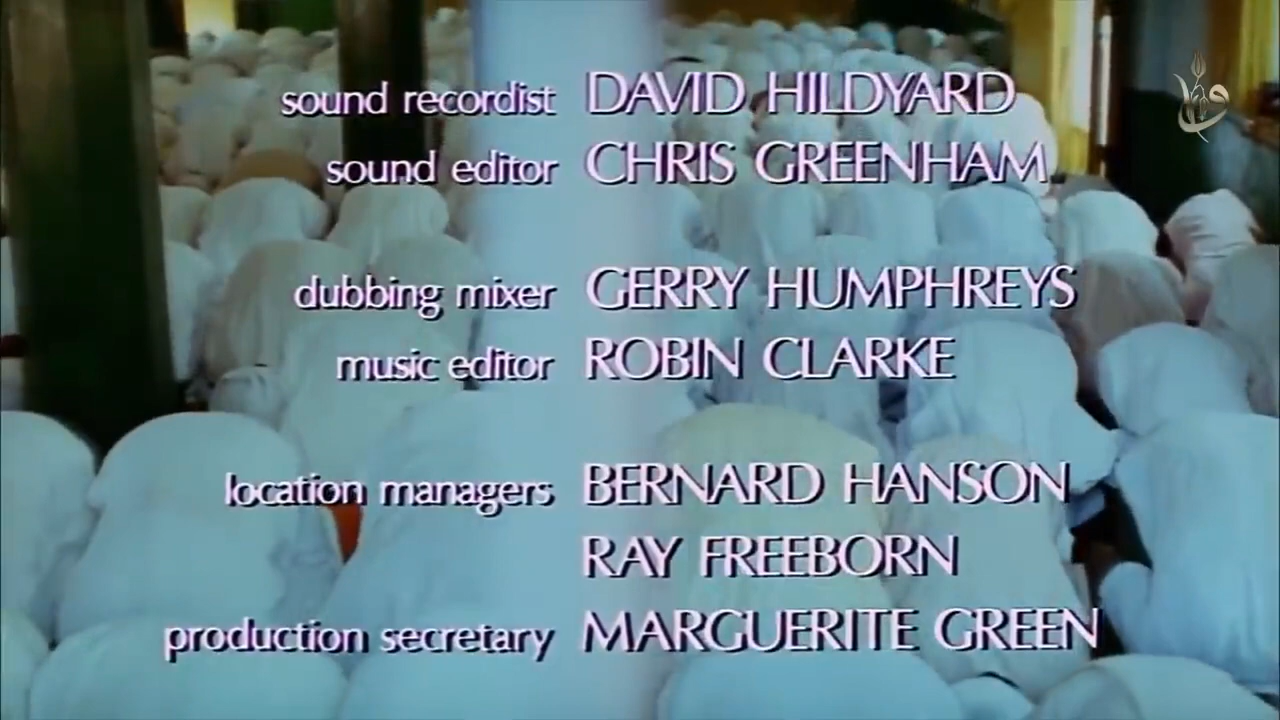 sound recordist DAVID HILDYARD
sound editor CHRIS GREENHAM
dubbing mixer GERRY HUMPHREYS
music editor ROBIN CLARKE
location managers BERNARD HANSON
RAY FREEBORN
production secretary MARGUERITE GREEN